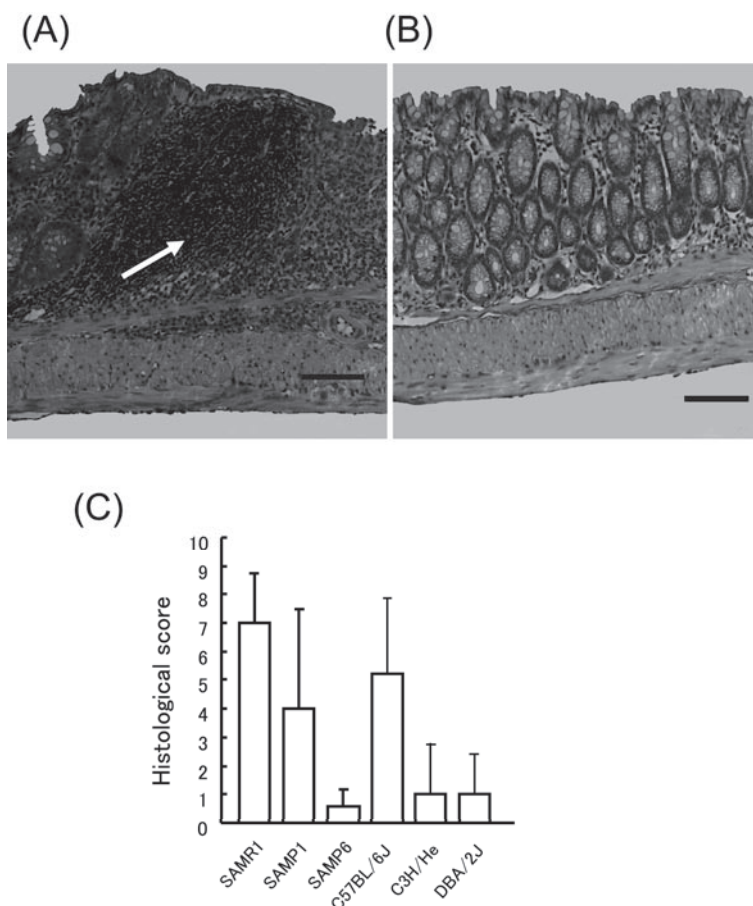 (A)
(B)
(C)
Histological score
10
9
8
7
6
5
4
3
2
1
0
SAMR1
SAMP1
SAMP6
C57BL/6J
C3H/He
DBA/2J